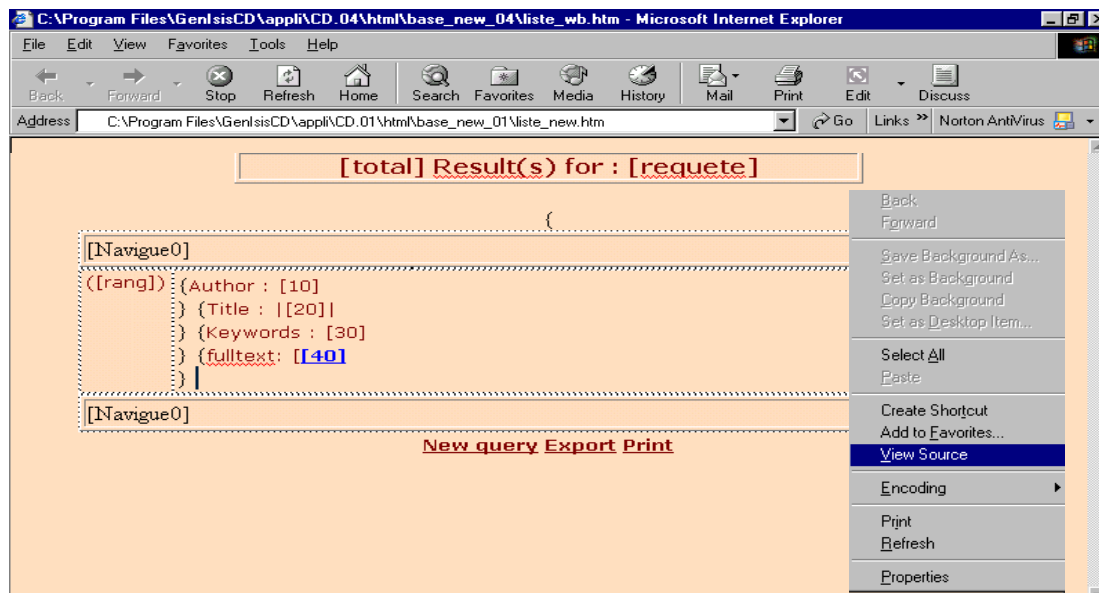 C:\Program Files\GenIsisCD\appli\CD.04\html\base_new_04\liste_wb.htm - Microsoft Internet Explorer
File Edit View Favorites Tools Help
Back Forward Stop Refresh Home Search Favorites Media History Mail Print Edit Discuss
Address C:\Program Files\GenIsisCD\appli\CD.01\html\base_new_01\liste_new.htm Go Links » Norton AntiVirus
[total] Result(s) for : [requete]
{
[Navigue0]
([rang]) {Author : [10]
} {Title : |[20]|
} {Keywords : [30]
} {fulltext: [[40]
}
[Navigue0]
New query Export Print
Back
Forward
Save Background As...
Set as Background
Copy Background
Set as Desktop Item...
Select All
Paste
Create Shortcut
Add to Favorites...
View Source
Encoding
Print
Refresh
Properties